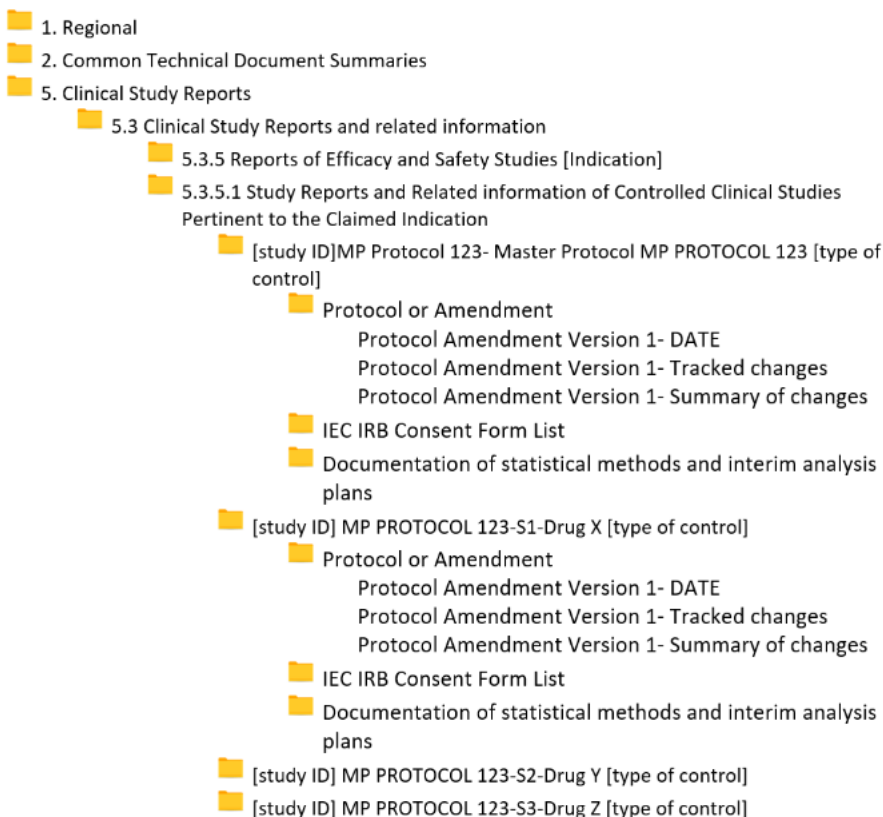 1. Regional
2. Common Technical Document Summaries
5. Clinical Study Reports
5.3 Clinical Study Reports and related information
5.3.5 Reports of Efficacy and Safety Studies [Indication]
5.3.5.1 Study Reports and Related information of Controlled Clinical Studies
Pertinent to the Claimed Indication
[study ID]MP Protocol 123- Master Protocol MP PROTOCOL 123 [type of
control]
Protocol or Amendment
Protocol Amendment Version 1- DATE
Protocol Amendment Version 1- Tracked changes
Protocol Amendment Version 1- Summary of changes
IEC IRB Consent Form List
Documentation of statistical methods and interim analysis
plans
[study ID] MP PROTOCOL 123-S1-Drug X [type of control]
Protocol or Amendment
Protocol Amendment Version 1- DATE
Protocol Amendment Version 1- Tracked changes
Protocol Amendment Version 1- Summary of changes
IEC IRB Consent Form List
Documentation of statistical methods and interim analysis
plans
[study ID] MP PROTOCOL 123-S2-Drug Y [type of control]
[study ID] MP PROTOCOL 123-S3-Drug Z [type of control]